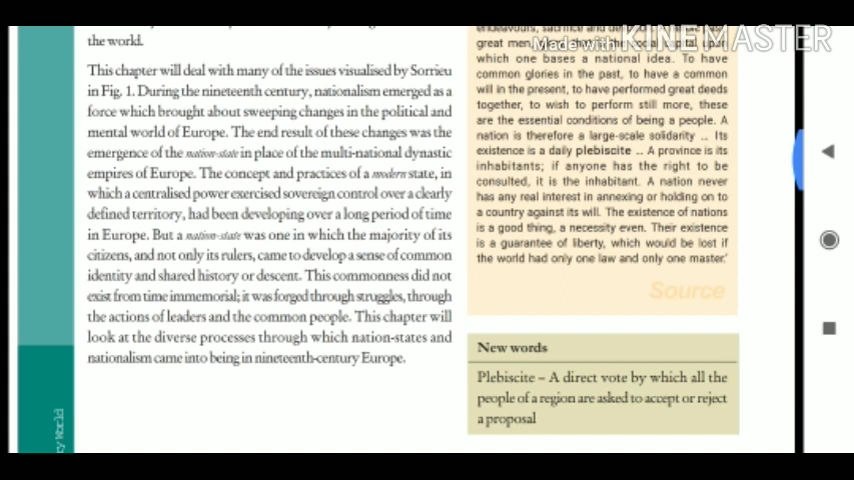 the world.
This chapter will deal with many of the issues visualised by Sorrieu
in Fig. 1. During the nineteenth century, nationalism emerged as a
force which brought about sweeping changes in the political and
mental world of Europe. The end result of these changes was the
emergence of the nation-state in place of the multi-national dynastic
empires of Europe. The concept and practices of a modern state, in
which a centralised power exercised sovereign control over a clearly
defined territory, had been developing over a long period of time
in Europe. But a nation-state was one in which the majority of its
citizens, and not only its rulers, came to develop a sense of common
identity and shared history or descent. This commonness did not
exist from time immemorial; it was forged through struggles, through
the actions of leaders and the common people. This chapter will
look at the diverse processes through which nation-states and
nationalism came into being in nineteenth-century Europe.
endeavours, sacrifice and
great men,
Made with KINEMASTER
which one bases a national idea. To have
common glories in the past, to have a common
will in the present, to have performed great deeds
together, to wish to perform still more, these
are the essential conditions of being a people. A
nation is therefore a large-scale solidarity .. Its
existence is a daily plebiscite .. A province is its
inhabitants; if anyone has the right to be
consulted, it is the inhabitant. A nation never
has any real interest in annexing or holding on to
a country against its will. The existence of nations
is a good thing, a necessity even. Their existence
is a guarantee of liberty, which would be lost if
the world had only one law and only one master.'
Source
New words
Plebiscite – A direct vote by which all the
people of a region are asked to accept or reject
a proposal